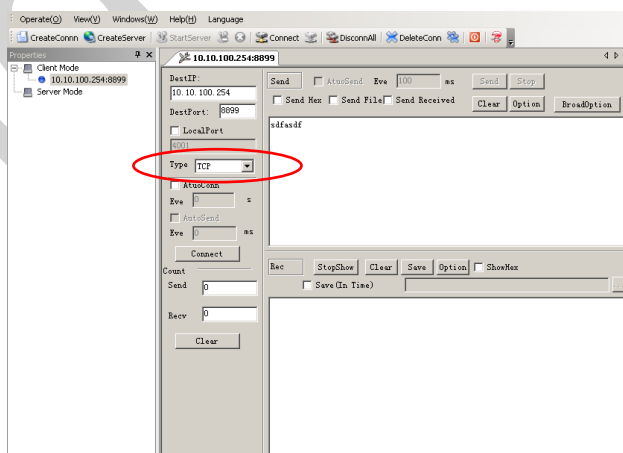 Operate(O) View(V) Windows(W) Help(H) Language
CreateConnn CreateServer StartServer Connect DisconnAll DeleteConn
Properties
Client Mode
10.10.100.254:8899
Server Mode
10.10.100.254:8899
DestIP:
10.10.100.254
DestPort: 8899
LocalPort
4001
Type TCP
AtuoConn
Eve 0 s
AutoSend
Eve 0 ms
Connect
Count
Send 0
Recv 0
Clear
Send AtuoSend Eve 100 ms Send Stop
Send Hex Send File Send Received Clear Option BroadOption
sdfasdf
Rec StopShow Clear Save Option ShowHex
Save(In Time)